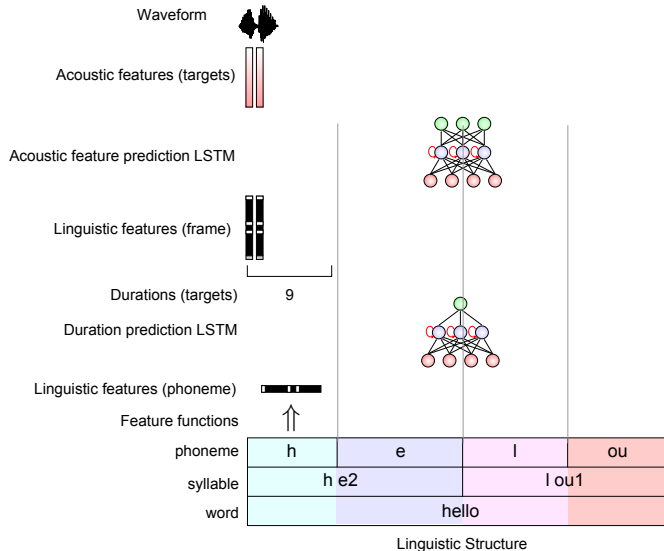 Waveform
Acoustic features (targets)
Acoustic feature prediction LSTM
Linguistic features (frame)
Durations (targets) 9
Duration prediction LSTM
Linguistic features (phoneme)
Feature functions
phoneme h e l ou
syllable h e2 l ou1
word hello
Linguistic Structure